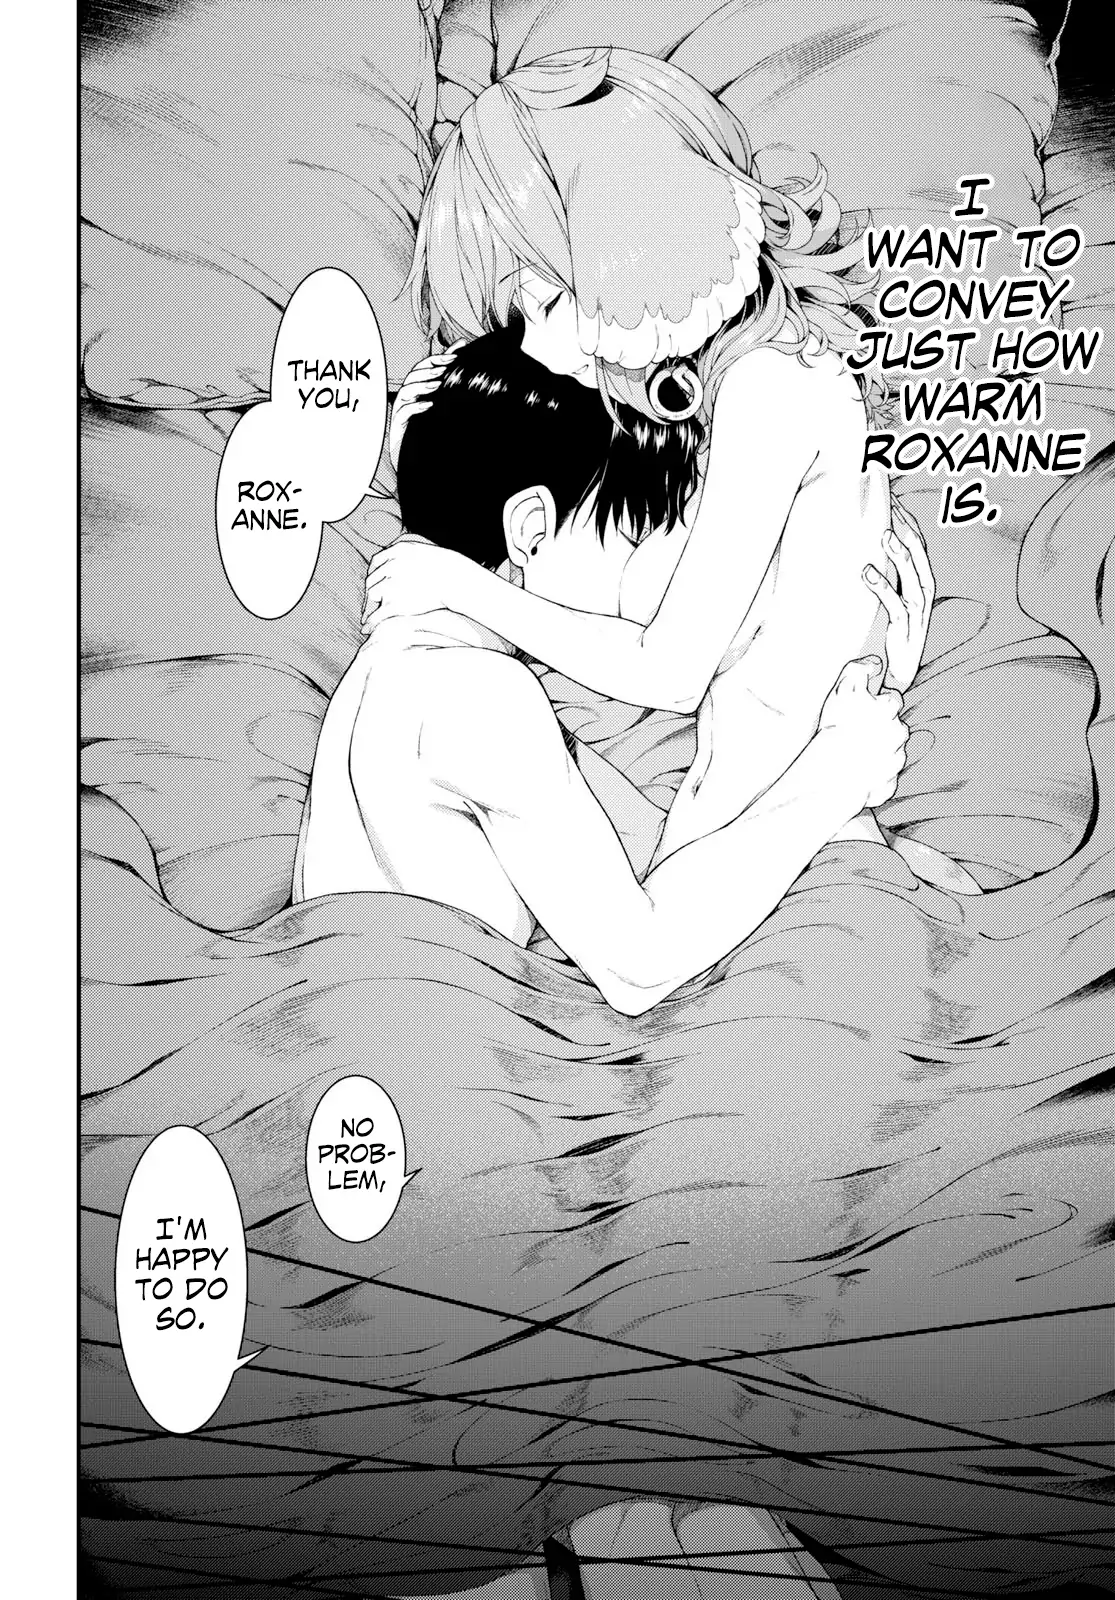 I
WANT TO
CONVEY
JUST HOW
WARM
ROXANNE
IS.
THANK
YOU,
ROX-
ANNE.
NO
PROB-
LEM,
I'M
HAPPY
TO DO
SO.